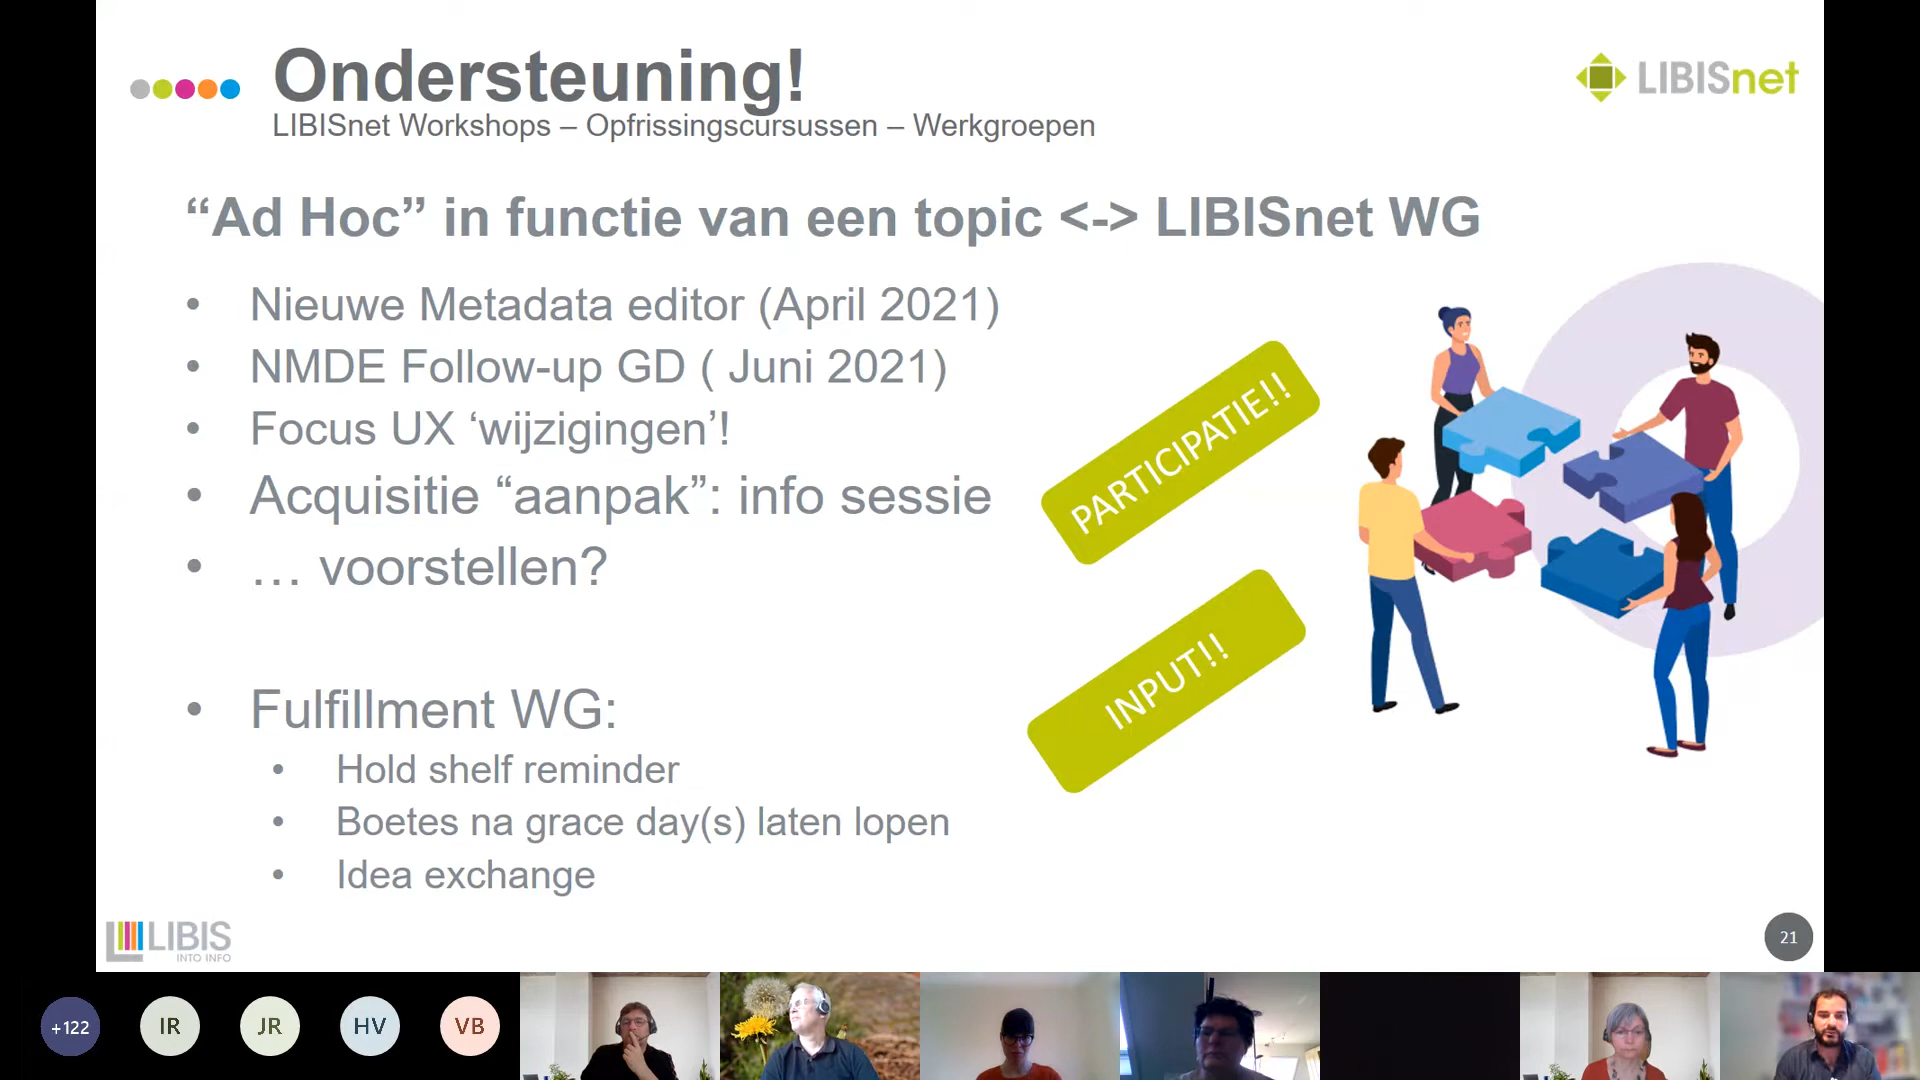 Ondersteuning!
LIBISnet
LIBISnet Workshops – Opfrissingscursussen – Werkgroepen
“Ad Hoc” in functie van een topic <-> LIBISnet WG
• Nieuwe Metadata editor (April 2021)
• NMDE Follow-up GD ( Juni 2021)
• Focus UX ‘wijzigingen’!
• Acquisitie “aanpak”: info sessie
• … voorstellen?
PARTICIPATIE!!
INPUT!!
• Fulfillment WG:
• Hold shelf reminder
• Boetes na grace day(s) laten lopen
• Idea exchange
LIBIS
INTO INFO
21
+122
IR
JR
HV
VB